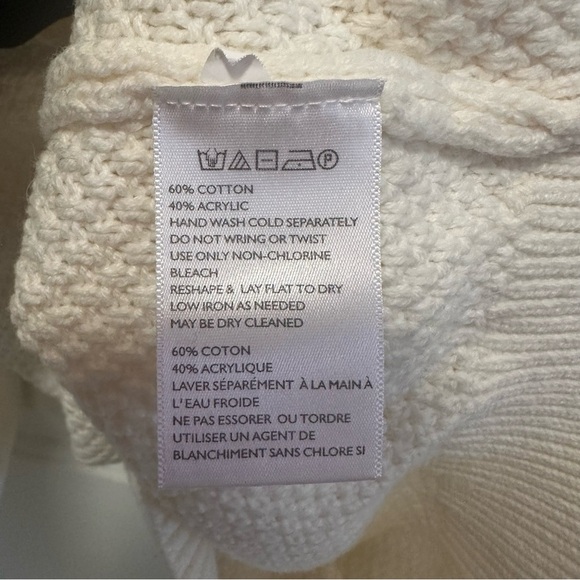 P
60% COTTON
40% ACRYLIC
HAND WASH COLD SEPARATELY
DO NOT WRING OR TWIST
USE ONLY NON-CHLORINE
BLEACH
RESHAPE & LAY FLAT TO DRY
LOW IRON AS NEEDED
MAY BE DRY CLEANED
60% COTON
40% ACRYLIQUE
LAVER SÉPARÉMENT À LA MAIN À
L'EAU FROIDE
NE PAS ESSORER OU TORDRE
UTILISER UN AGENT DE
BLANCHIMENT SANS CHLORE SI